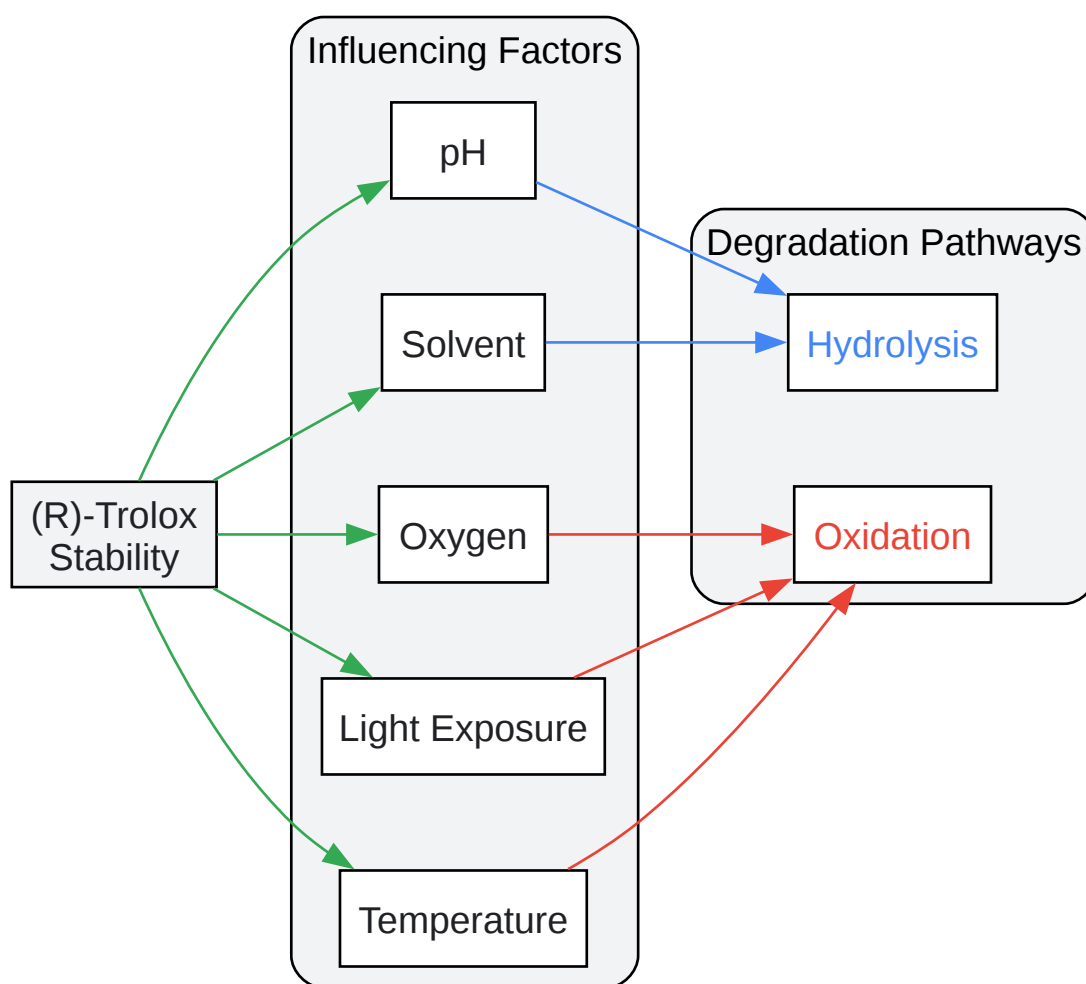 Influencing Factors
pH
Degradation Pathways
Solvent
Hydrolysis
(R)-Trolox
Stability
Oxygen
Oxidation
Light Exposure
Temperature